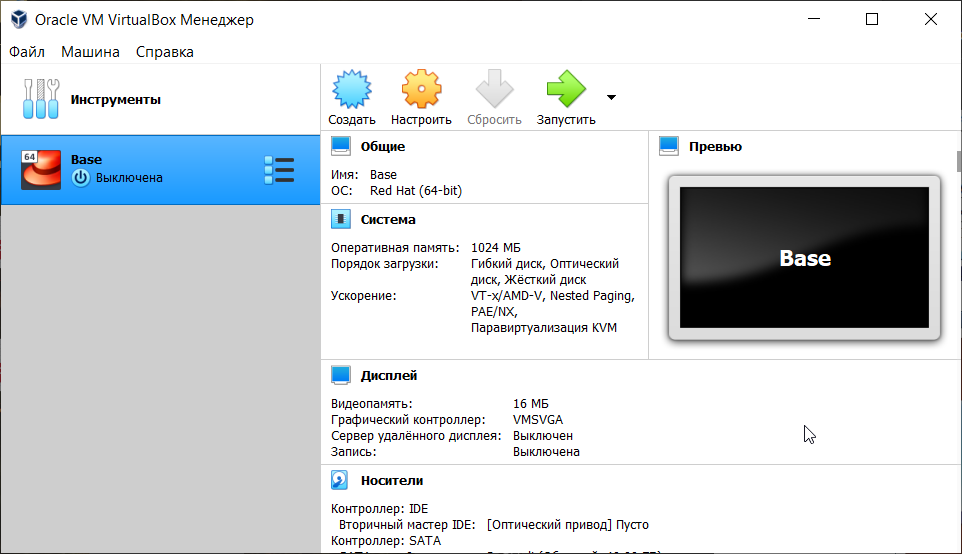 Oracle VM VirtualBox Менеджер
Файл Машина Справка
Инструменты
Создать Настроить Сбросить Запустить
64
Base
Выключена
Общие
Имя: Base
ОС: Red Hat (64-bit)
Превью
Base
Система
Оперативная память: 1024 МБ
Порядок загрузки: Гибкий диск, Оптический
диск, Жёсткий диск
Ускорение: VT-x/AMD-V, Nested Paging,
PAE/NX,
Паравиртуализация KVM
Дисплей
Видеопамять: 16 МБ
Графический контроллер: VMSVGA
Сервер удалённого дисплея: Выключен
Запись: Выключена
Носители
Контроллер: IDE
Вторичный мастер IDE: [Оптический привод] Пусто
Контроллер: SATA